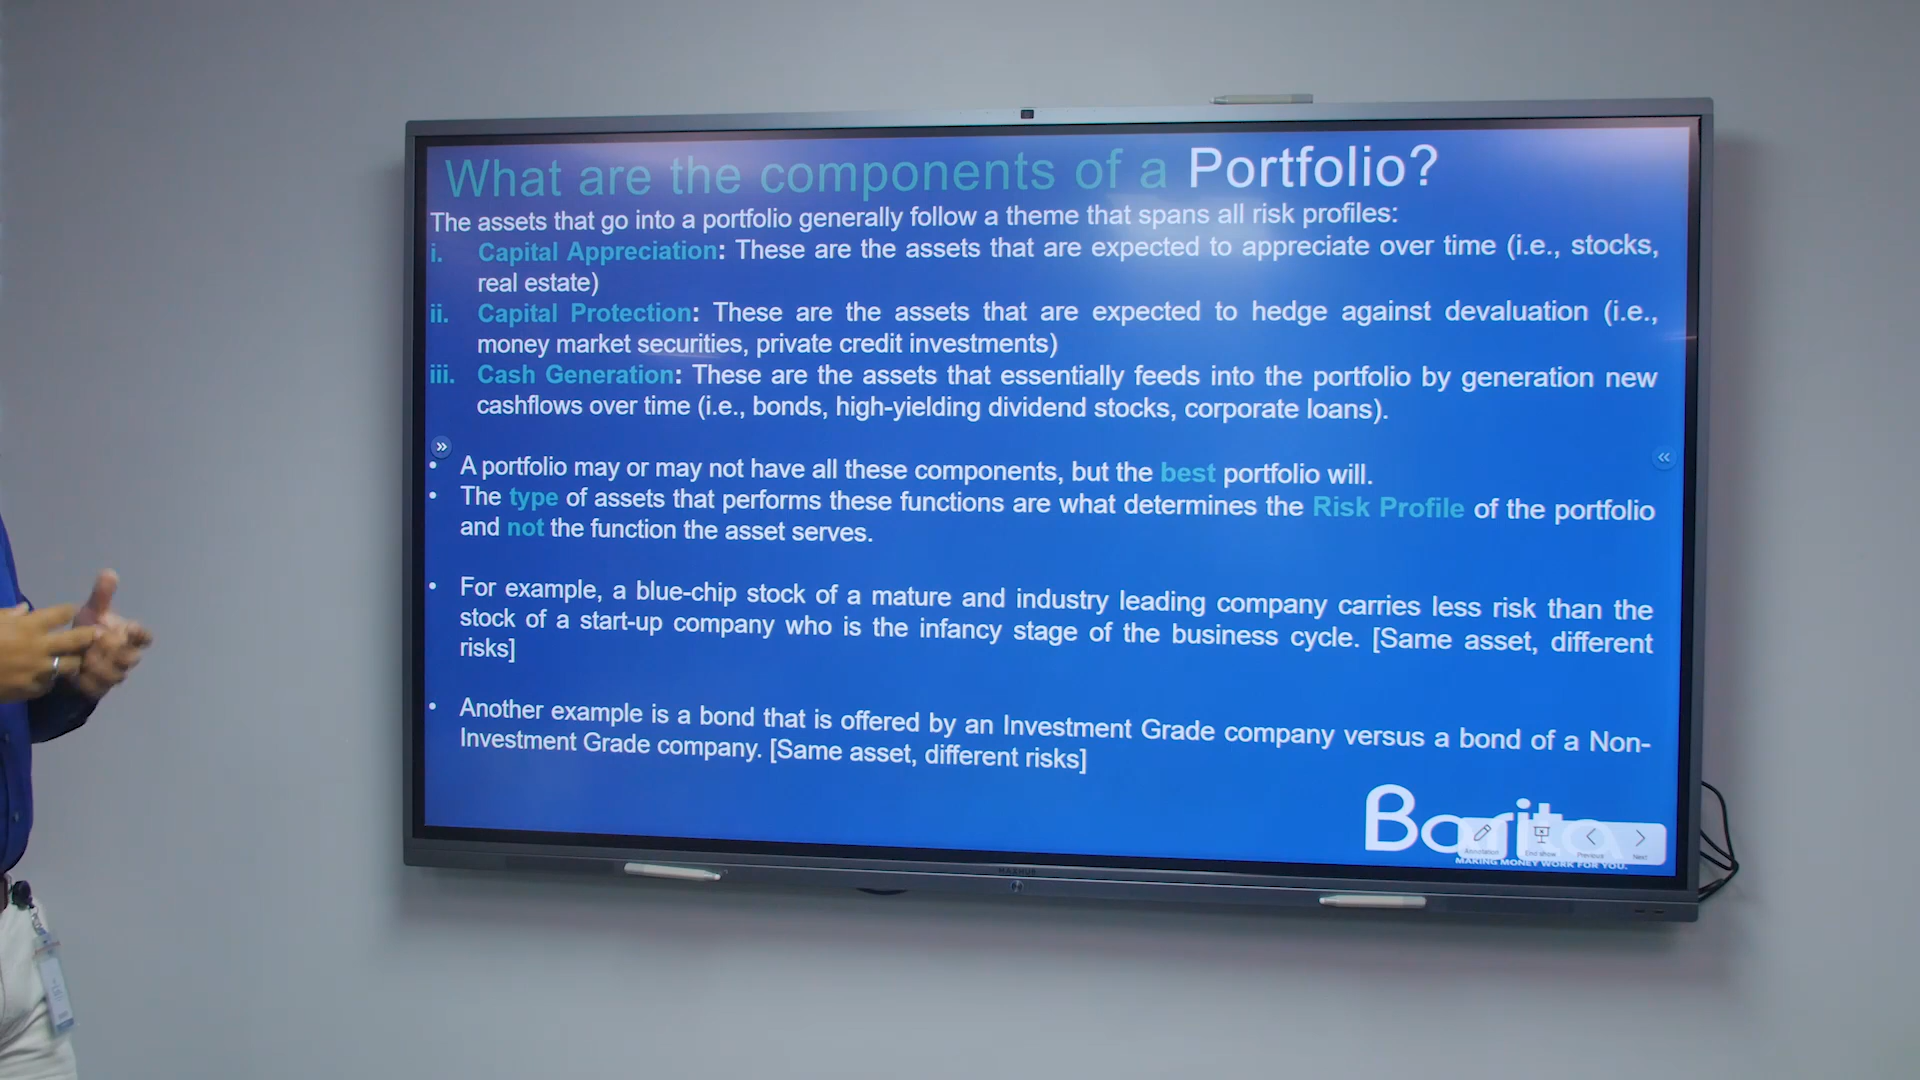 What are the components of a Portfolio?
The assets that go into a portfolio generally follow a theme that spans all risk profiles:
i. Capital Appreciation: These are the assets that are expected to appreciate over time (i.e., stocks,
real estate)
ii. Capital Protection: These are the assets that are expected to hedge against devaluation (i.e.,
money market securities, private credit investments)
iii. Cash Generation: These are the assets that essentially feeds into the portfolio by generation new
cashflows over time (i.e., bonds, high-yielding dividend stocks, corporate loans).
• A portfolio may or may not have all these components, but the best portfolio will.
• The type of assets that performs these functions are what determines the Risk Profile of the portfolio
and not the function the asset serves.
• For example, a blue-chip stock of a mature and industry leading company carries less risk than the
stock of a start-up company who is the infancy stage of the business cycle. [Same asset, different
risks]
• Another example is a bond that is offered by an Investment Grade company versus a bond of a Non-
Investment Grade company. [Same asset, different risks]
Barita
MAKING MONEY WORK FOR YOU.
Annotation End show Previous Next
MAXHUB